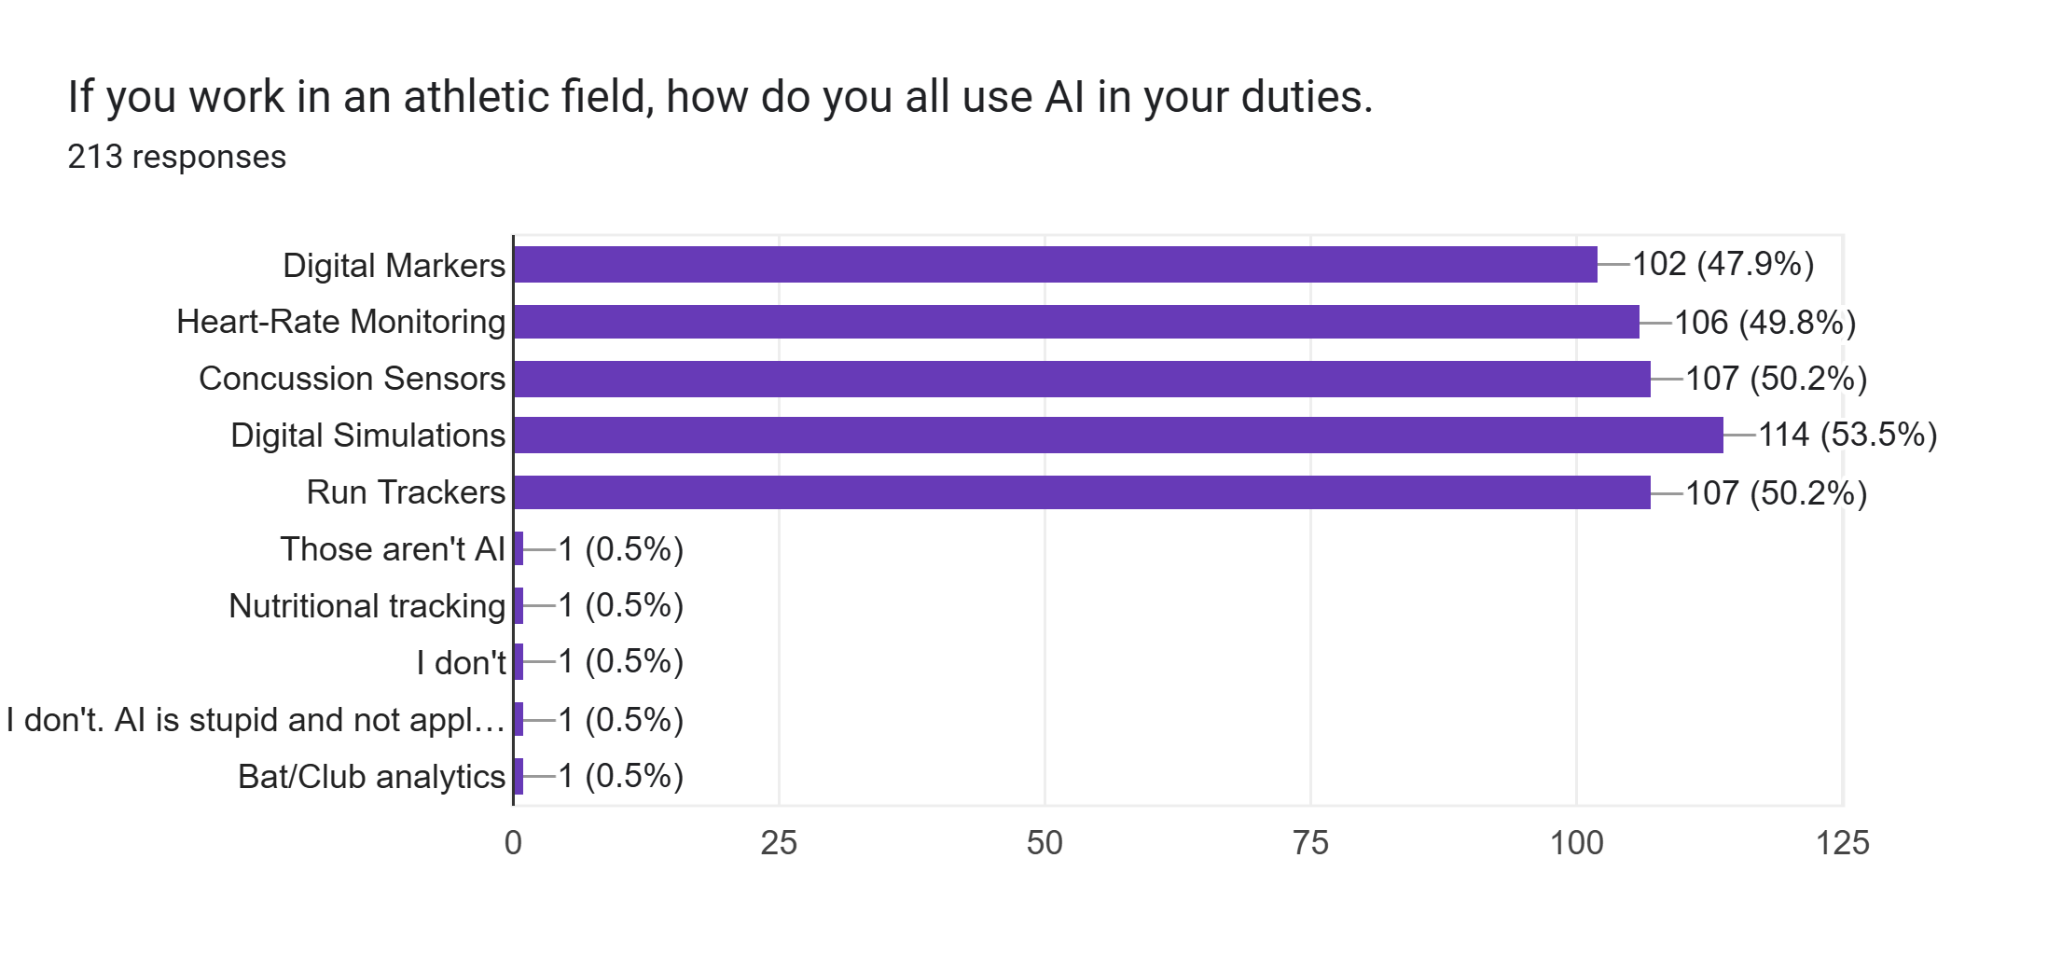 If you work in an athletic field, how do you all use AI in your duties.
213 responses
Digital Markers 102 (47.9%)
Heart-Rate Monitoring 106 (49.8%)
Concussion Sensors 107 (50.2%)
Digital Simulations 114 (53.5%)
Run Trackers 107 (50.2%)
Those aren't AI 1 (0.5%)
Nutritional tracking 1 (0.5%)
I don't 1 (0.5%)
I don't. AI is stupid and not appl… 1 (0.5%)
Bat/Club analytics 1 (0.5%)
0 25 50 75 100 125